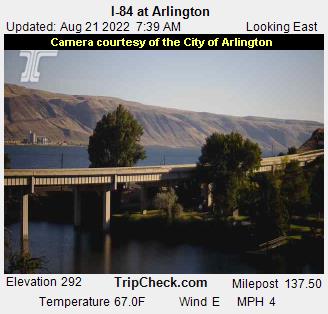 I-84 at Arlington
Updated: Aug 21 2022 7:39 AM Looking East
Camera courtesy of the City of Arlington
Elevation 292 TripCheck.com Milepost 137.50
Temperature 67.0F Wind E MPH 4